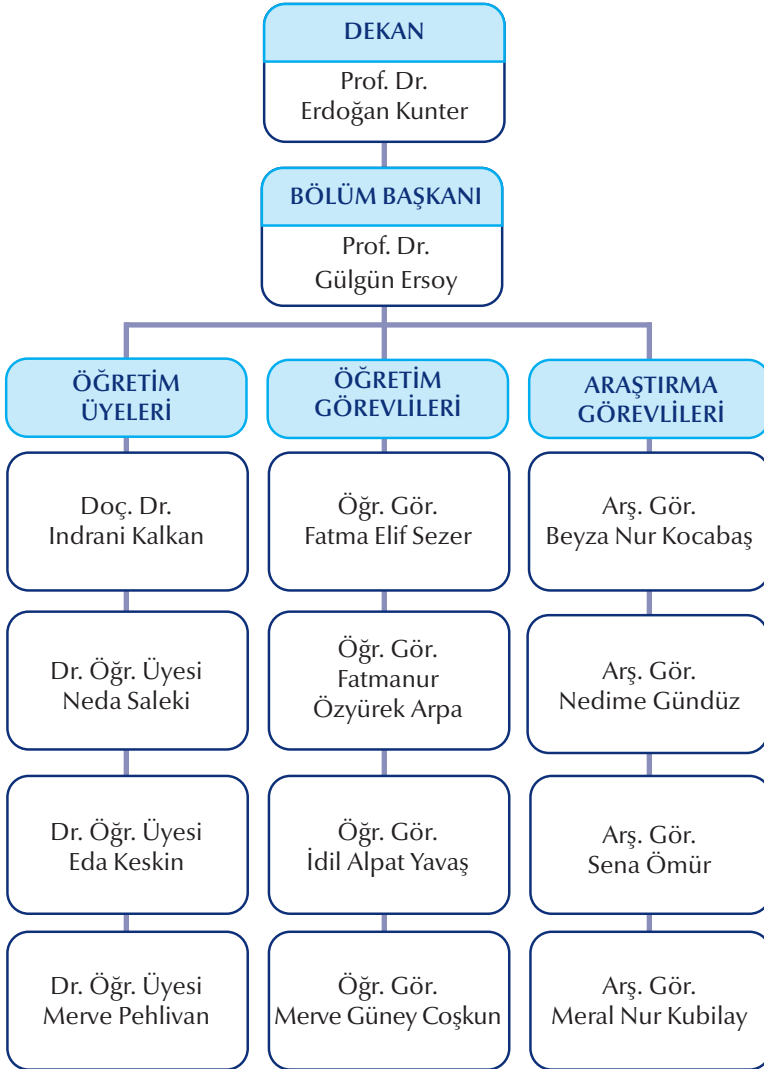 DEKAN
Prof. Dr.
Erdoğan Kunter
BÖLÜM BAŞKANI
Prof. Dr.
Gülgün Ersoy
ÖĞRETİM
ÜYELERİ
Doç. Dr.
Indrani Kalkan
Dr. Öğr. Üyesi
Neda Saleki
Dr. Öğr. Üyesi
Eda Keskin
Dr. Öğr. Üyesi
Merve Pehlivan
ÖĞRETİM
GÖREVLİLERİ
Öğr. Gör.
Fatma Elif Sezer
Öğr. Gör.
Fatmanur
Özyürek Arpa
Öğr. Gör.
İdil Alpat Yavaş
Öğr. Gör.
Merve Güney Coşkun
ARAŞTIRMA
GÖREVLİLERİ
Arş. Gör.
Beyza Nur Kocabaş
Arş. Gör.
Nedime Gündüz
Arş. Gör.
Sena Ömür
Arş. Gör.
Meral Nur Kubilay